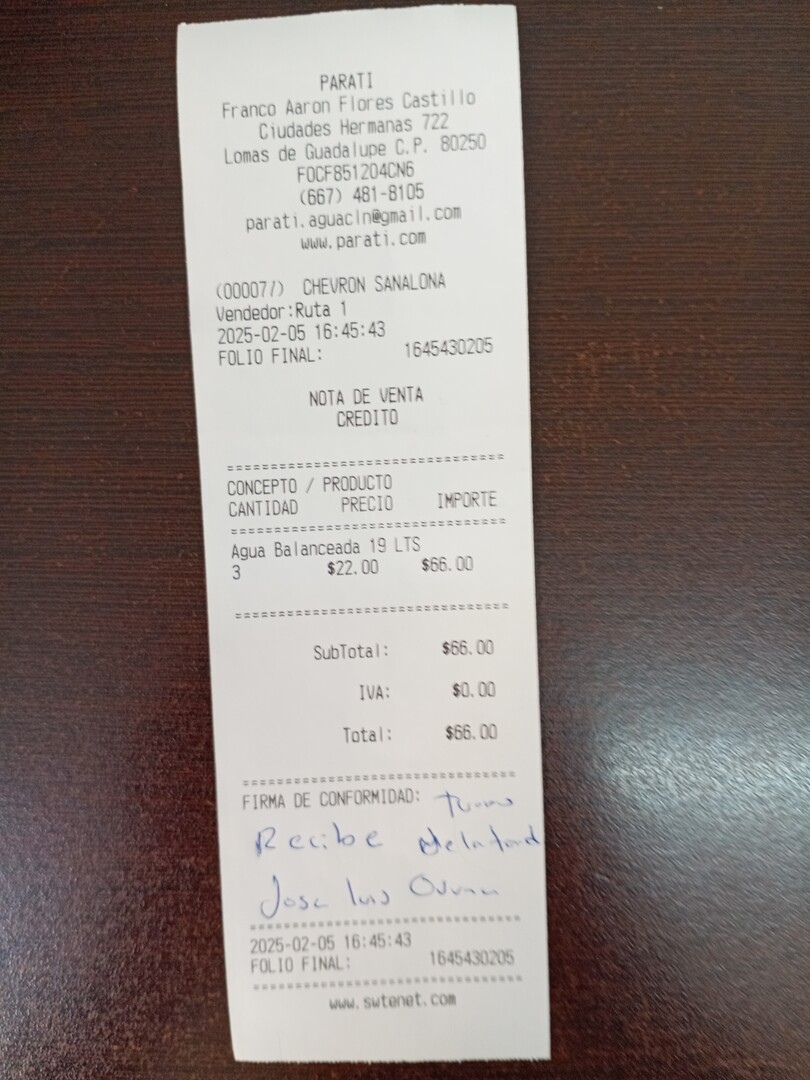 PARATI
Franco Aaron Flores Castillo
Ciudades Hermanas 722
Lomas de Guadalupe C.P. 80250
FOCF851204CN6
(667) 481-8105
parati.aguacln@gmail.com
www.parati.com
(000077) CHEVRON SANALONA
Vendedor:Ruta 1
2025-02-05 16:45:43
FOLIO FINAL: 1645430205
NOTA DE VENTA
CREDITO
==============================
CONCEPTO / PRODUCTO
CANTIDAD PRECIO IMPORTE
==============================
Agua Balanceada 19 LTS
3 $22.00 $66.00
==============================
SubTotal: $66.00
IVA: $0.00
Total: $66.00
==============================
FIRMA DE CONFORMIDAD: Turno
Recibe
Jose luis Osuna
==============================
2025-02-05 16:45:43
FOLIO FINAL: 1645430205
==============================
www.swtenet.com